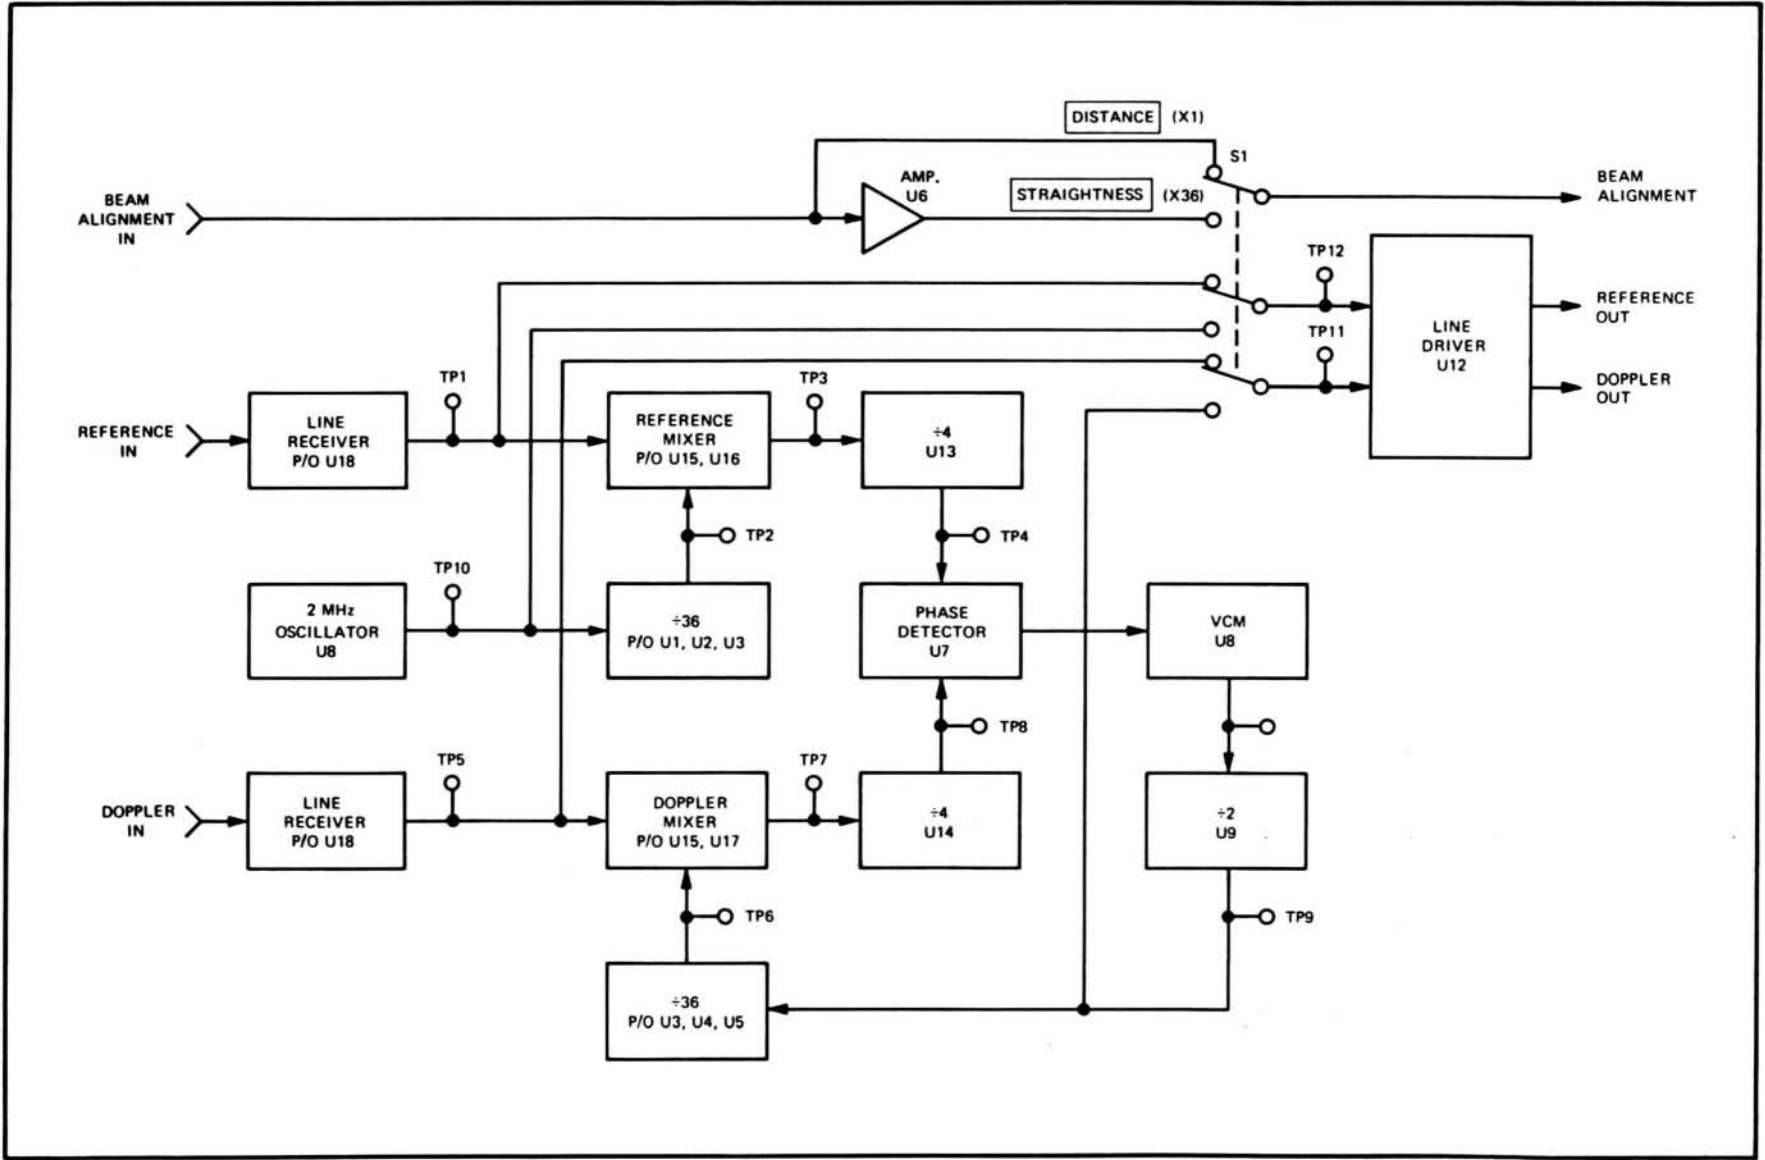 DISTANCE (X1)
S1
BEAM
ALIGNMENT
IN
AMP.
U6
STRAIGHTNESS (X36)
BEAM
ALIGNMENT
TP12
REFERENCE
OUT
TP11
LINE
DRIVER
U12
DOPPLER
OUT
REFERENCE
IN
LINE
RECEIVER
P/O U18
TP1
REFERENCE
MIXER
P/O U15, U16
TP3
÷4
U13
TP2
TP4
2 MHz
OSCILLATOR
U8
TP10
÷36
P/O U1, U2, U3
PHASE
DETECTOR
U7
VCM
U8
TP8
DOPPLER
IN
LINE
RECEIVER
P/O U18
TP5
DOPPLER
MIXER
P/O U15, U17
TP7
÷4
U14
÷2
U9
TP6
TP9
÷36
P/O U3, U4, U5